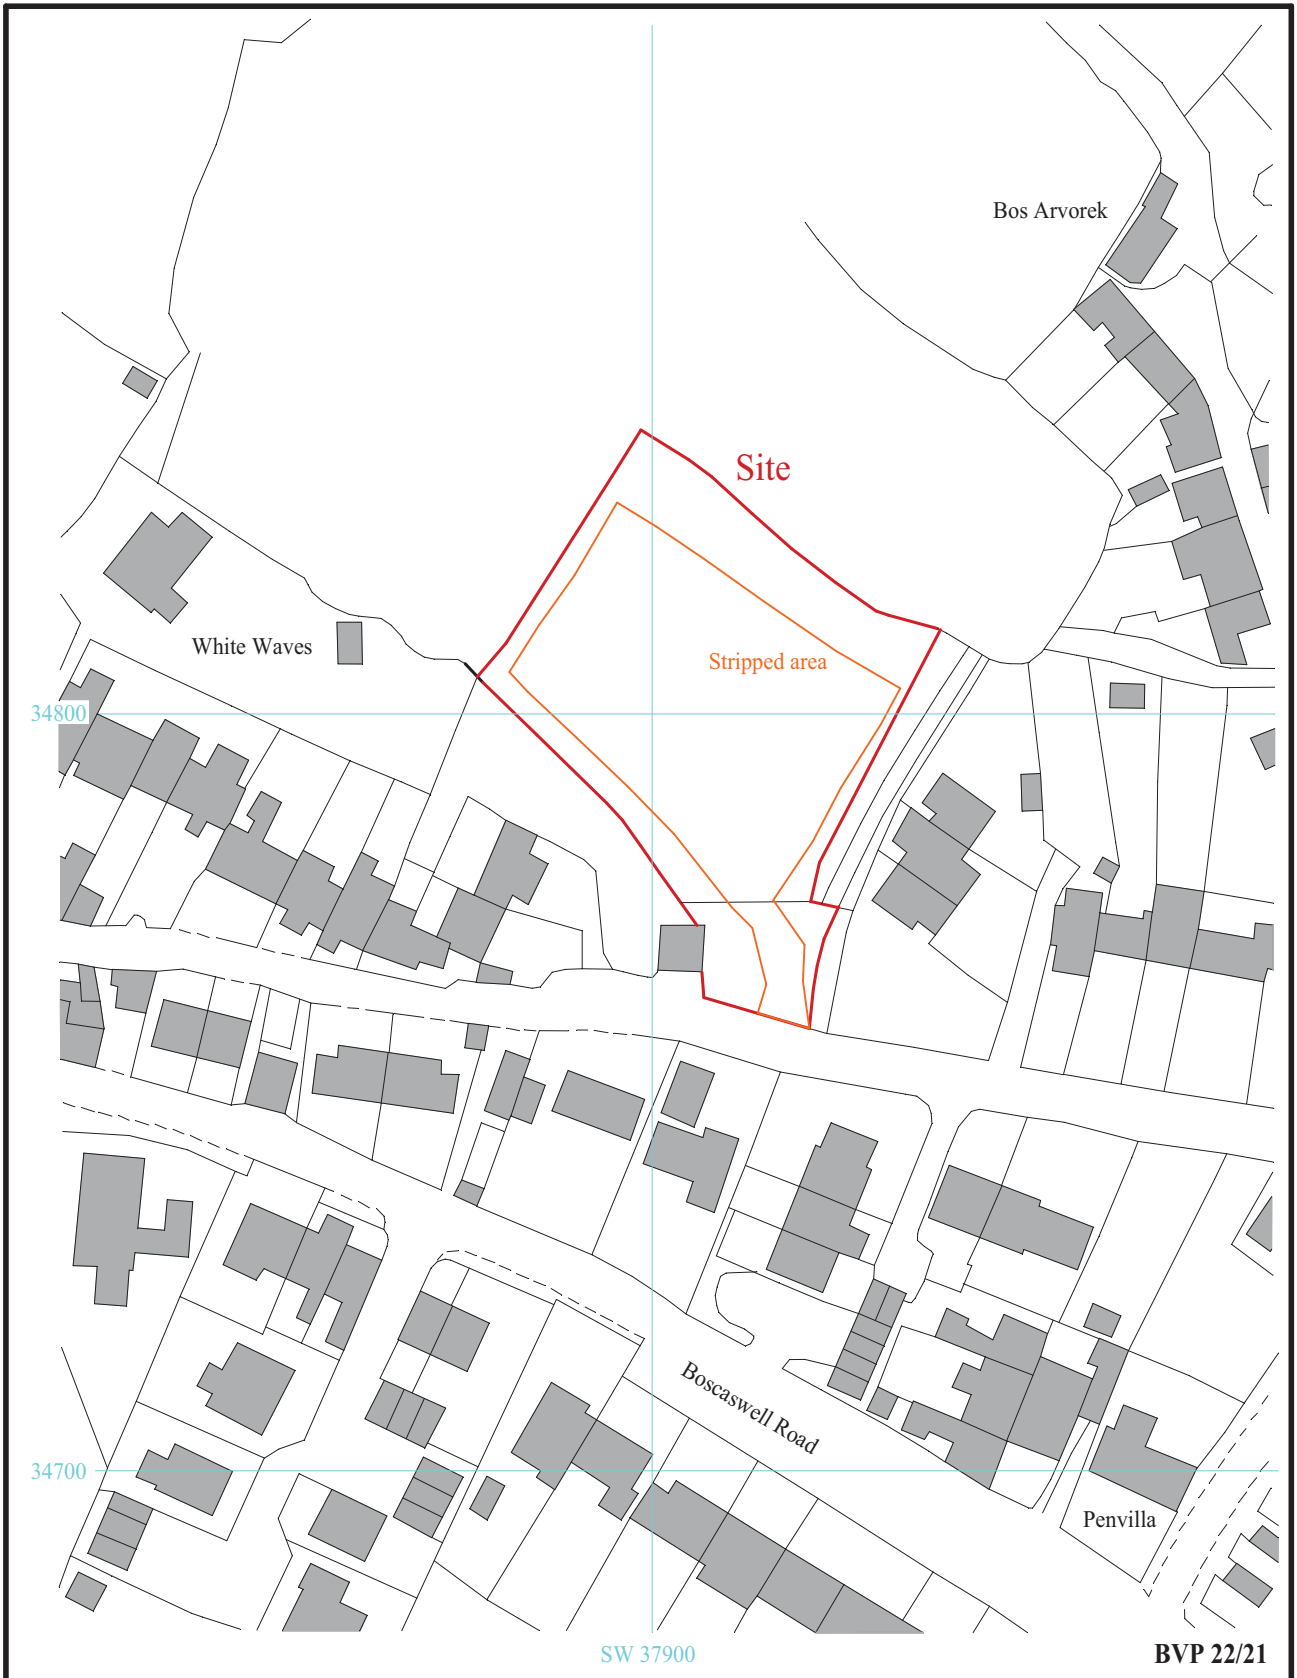 Bos Arvorek
Site
White Waves
Stripped area
34800
Boscaswell Road
34700
Penvilla
SW 37900
BVP 22/21